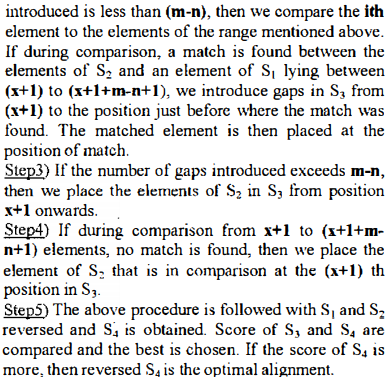 introduced is less than (m-n), then we compare the ith
element to the elements of the range mentioned above.
If during comparison, a match is found between the
elements of S₂ and an element of S₁ lying between
(x+1) to (x+1+m-n+1), we introduce gaps in S₃ from
(x+1) to the position just before where the match was
found. The matched element is then placed at the
position of match.
Step3) If the number of gaps introduced exceeds m-n,
then we place the elements of S₂ in S₃ from position
x+1 onwards.
Step4) If during comparison from x+1 to (x+1+m-
n+1) elements, no match is found, then we place the
element of S₂ that is in comparison at the (x+1) th
position in S₃.
Step5) The above procedure is followed with S₁ and S₂
reversed and S₄ is obtained. Score of S₃ and S₄ are
compared and the best is chosen. If the score of S₄ is
more, then reversed S₄ is the optimal alignment.